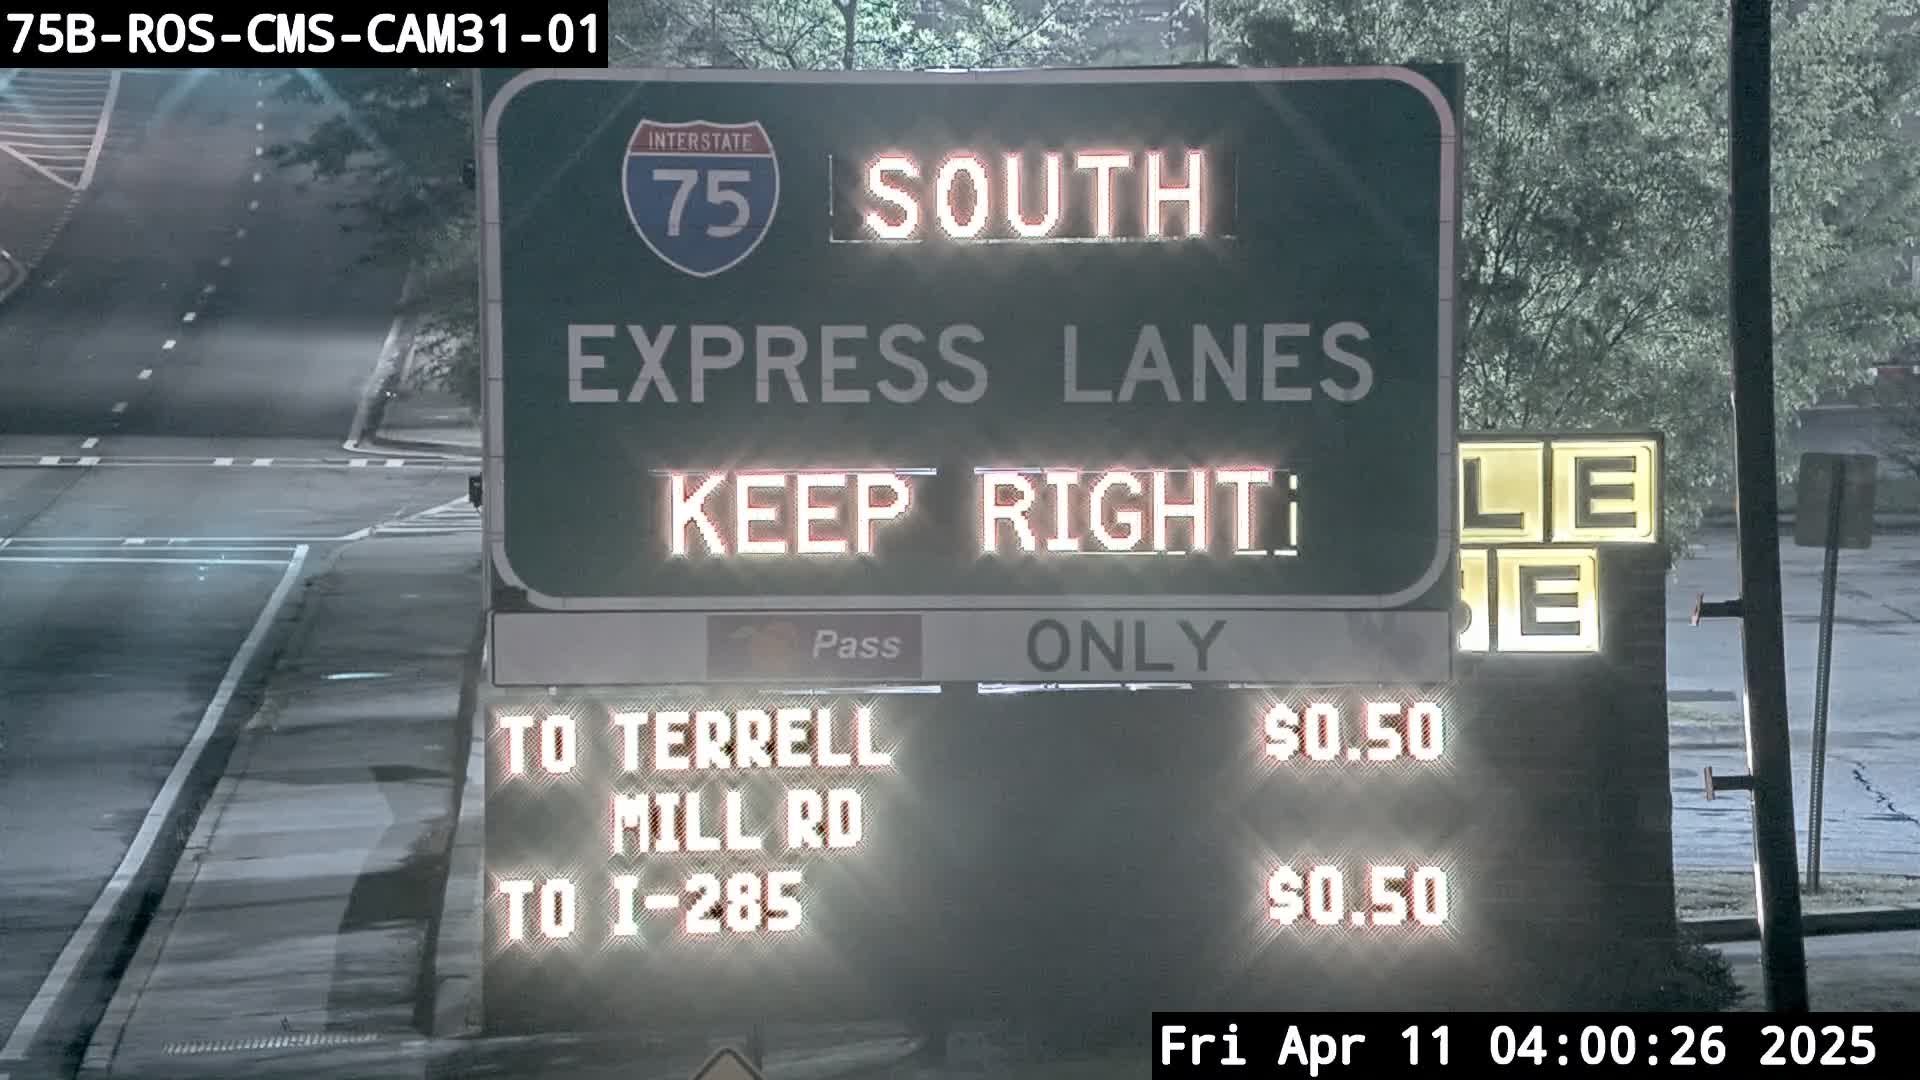 75B-ROS-CMS-CAM31-01
INTERSTATE
75
SOUTH
EXPRESS LANES
KEEP RIGHT
LE
E
Pass ONLY
TO TERRELL $0.50
MILL RD
TO I-285 $0.50
Fri Apr 11 04:00:26 2025